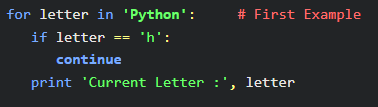 for letter in 'Python':     # First Example
   if letter == 'h':
      continue
   print 'Current Letter :', letter